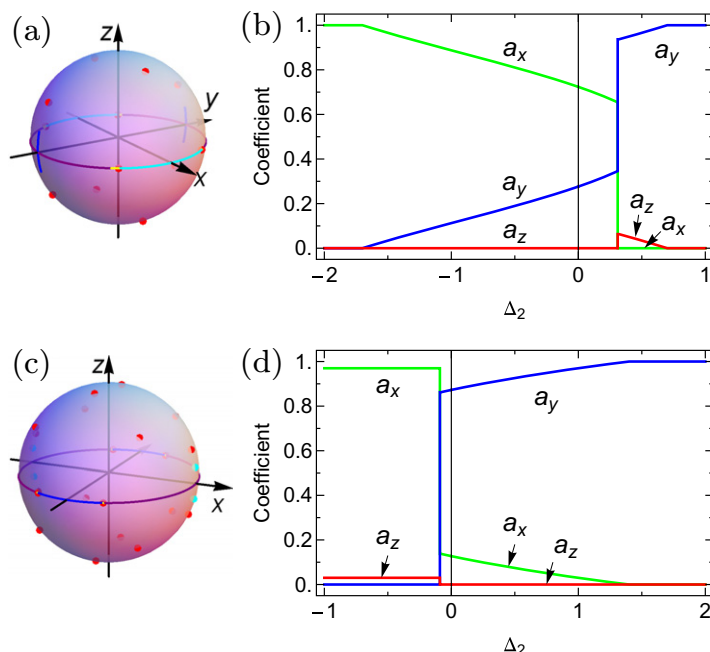 (a)
z
y
x
(b)
1.
0.8
0.6
0.4
0.2
0.
Coefficient
a_x
a_y
a_y
a_z
a_z
a_x
−2
−1
0
1
Δ₂
(c)
z
x
(d)
1.
0.8
0.6
0.4
0.2
0.
Coefficient
a_x
a_y
a_z
a_x
a_z
−1
0
1
2
Δ₂